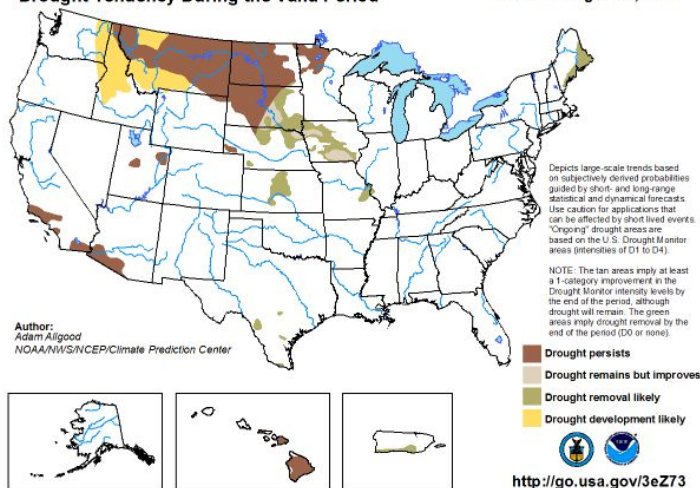 Drought Tendency During the Valid Period
Depicts large-scale trends based
on subjectively derived probabilities
guided by short- and long-range
statistical and dynamical forecasts.
Use caution for applications that
can be affected by short lived events.
"Ongoing" drought areas are
based on the U.S. Drought Monitor
areas (intensities of D1 to D4).
NOTE: The tan areas imply at least
a 1-category improvement in the
Drought Monitor intensity levels by
the end of the period, although
drought will remain. The green
areas imply drought removal by the
end of the period (D0 or none).
Author:
Adam Allgood
NOAA/NWS/NCEP/Climate Prediction Center
Drought persists
Drought remains but improves
Drought removal likely
Drought development likely
http://go.usa.gov/3eZ73